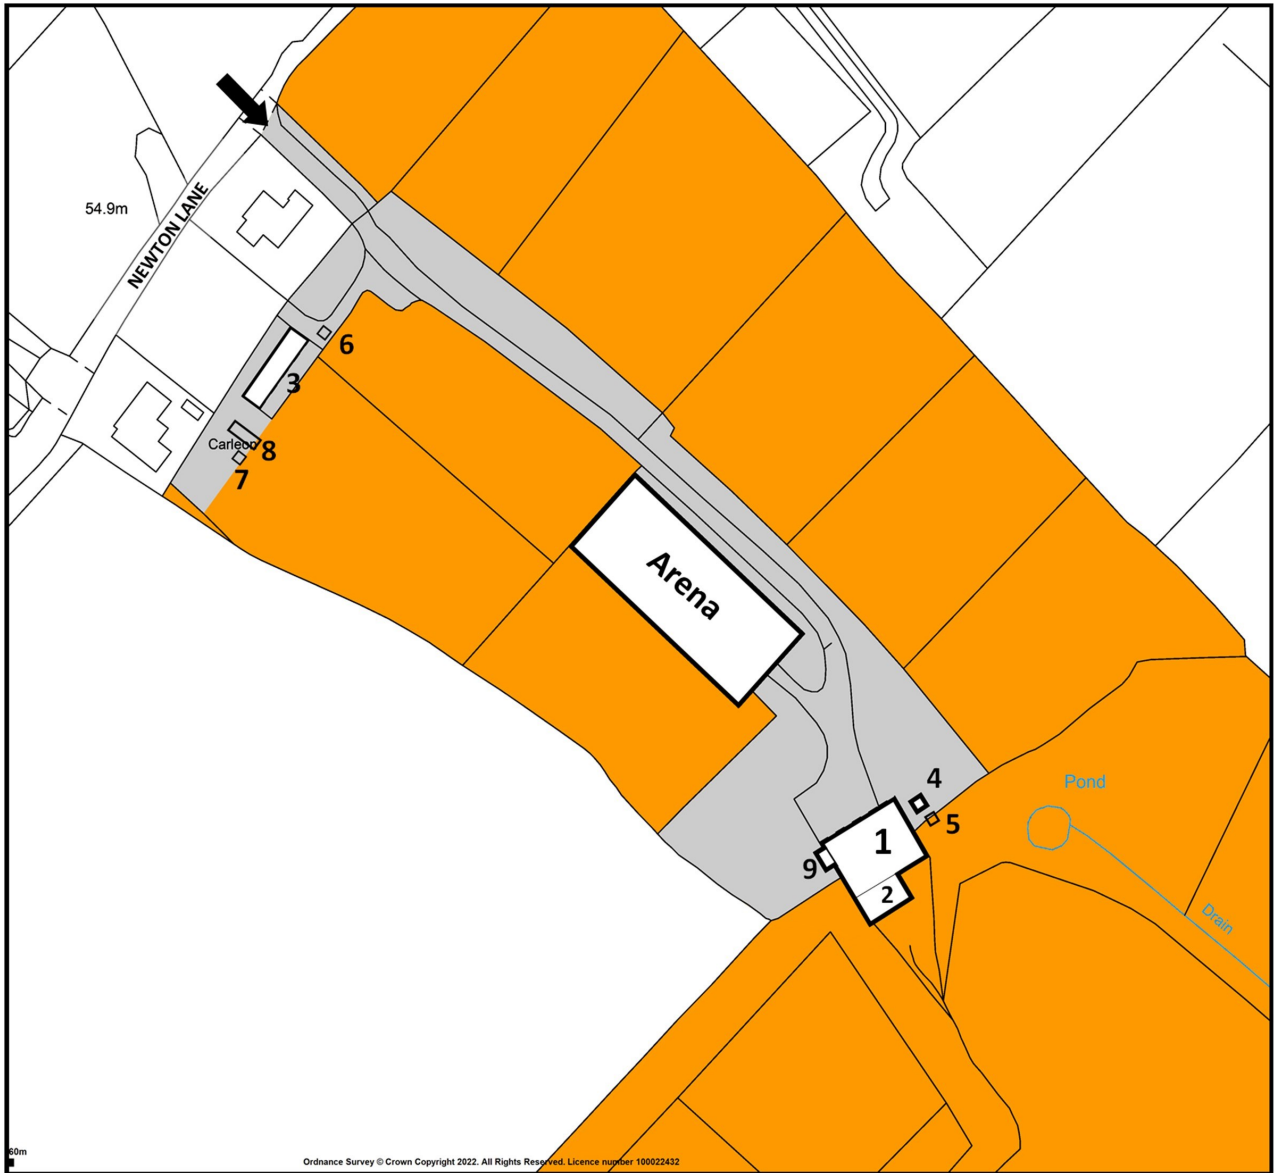 54.9m
NEWTON LANE
6
3
Carleon
8
7
Arena
4
Pond
5
1
9
2
Drain
60m
Ordnance Survey © Crown Copyright 2022. All Rights Reserved. Licence number 100022432